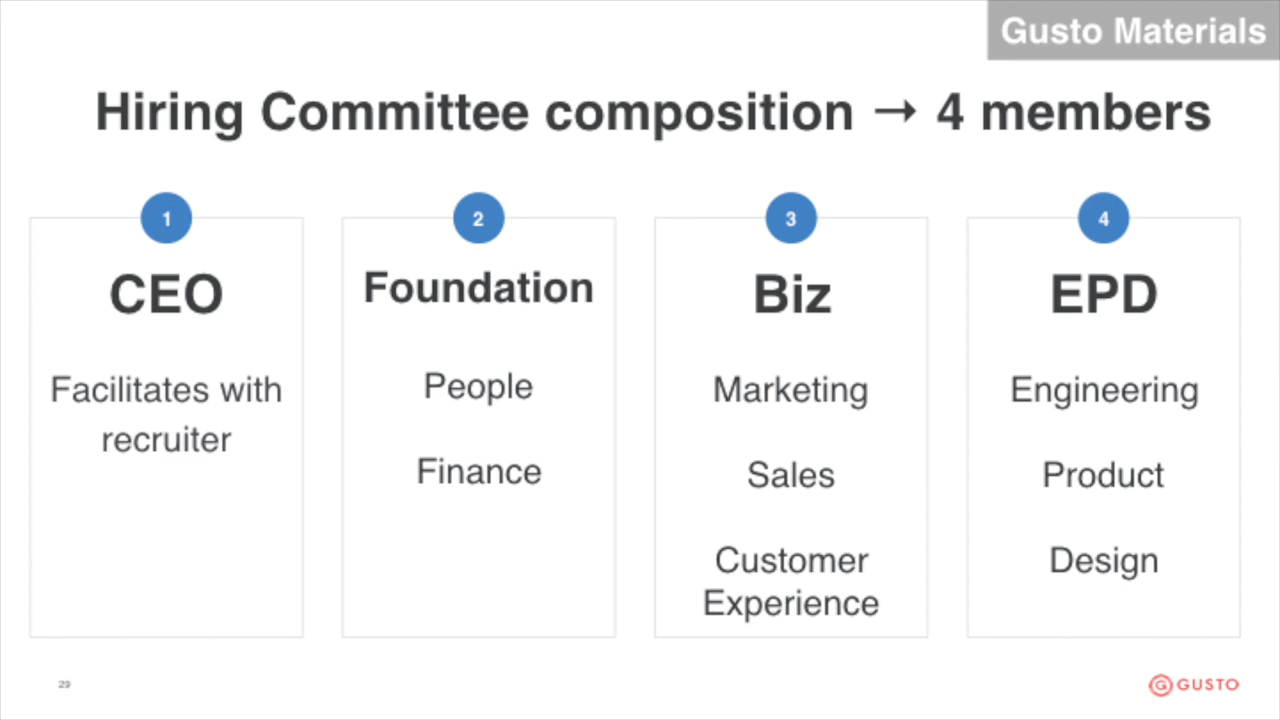 Gusto Materials
Hiring Committee composition → 4 members
1
CEO
Facilitates with
recruiter
2
Foundation
People
Finance
3
Biz
Marketing
Sales
Customer
Experience
4
EPD
Engineering
Product
Design
29
G GUSTO